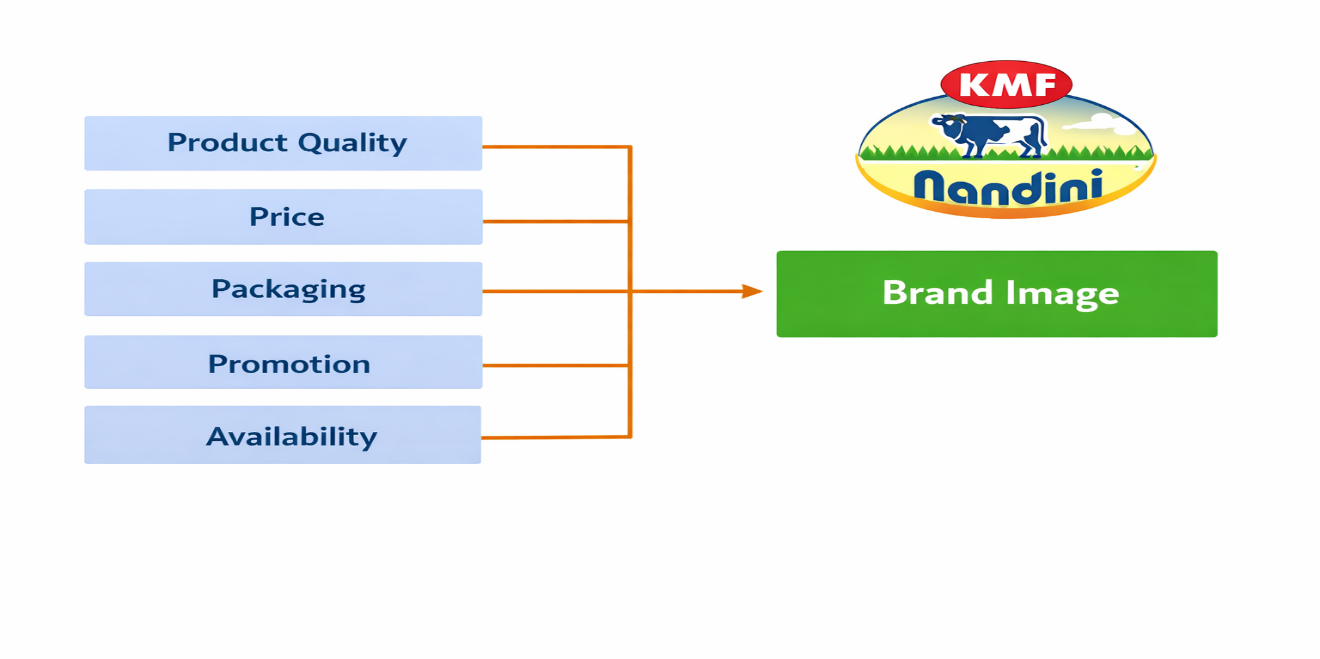 Product Quality
Price
Packaging
Promotion
Availability
KMF
Nandini
Brand Image